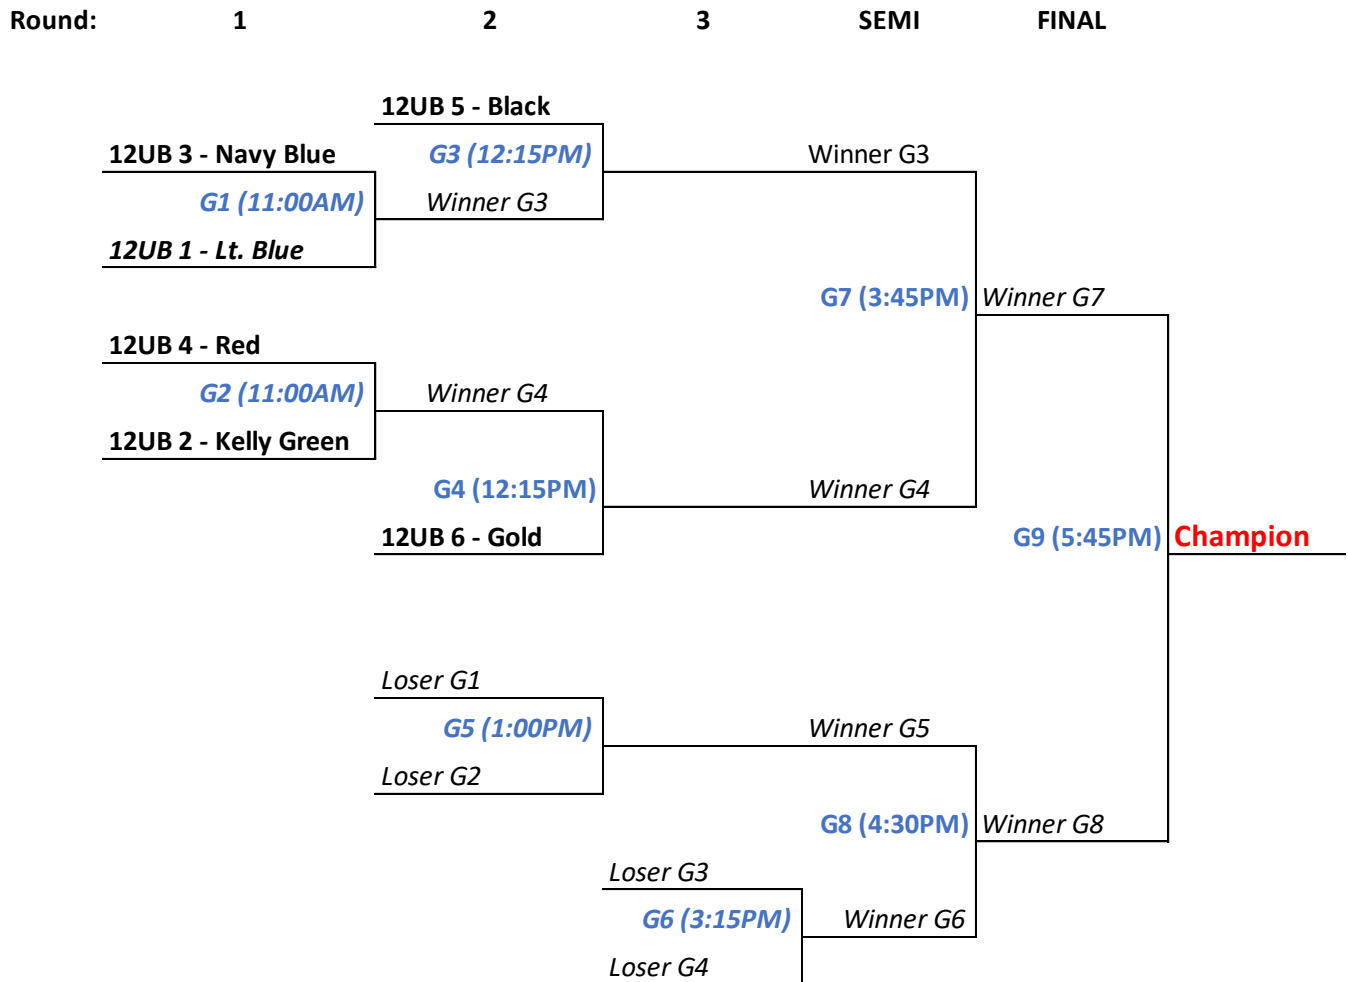 Round: 1 2 3 SEMI FINAL
12UB 5 - Black
12UB 3 - Navy Blue G3 (12:15PM) Winner G3
G1 (11:00AM) Winner G3
12UB 1 - Lt. Blue
G7 (3:45PM) Winner G7
12UB 4 - Red
G2 (11:00AM) Winner G4
12UB 2 - Kelly Green
G4 (12:15PM) Winner G4
12UB 6 - Gold G9 (5:45PM) Champion
Loser G1
G5 (1:00PM) Winner G5
Loser G2
G8 (4:30PM) Winner G8
Loser G3
G6 (3:15PM) Winner G6
Loser G4